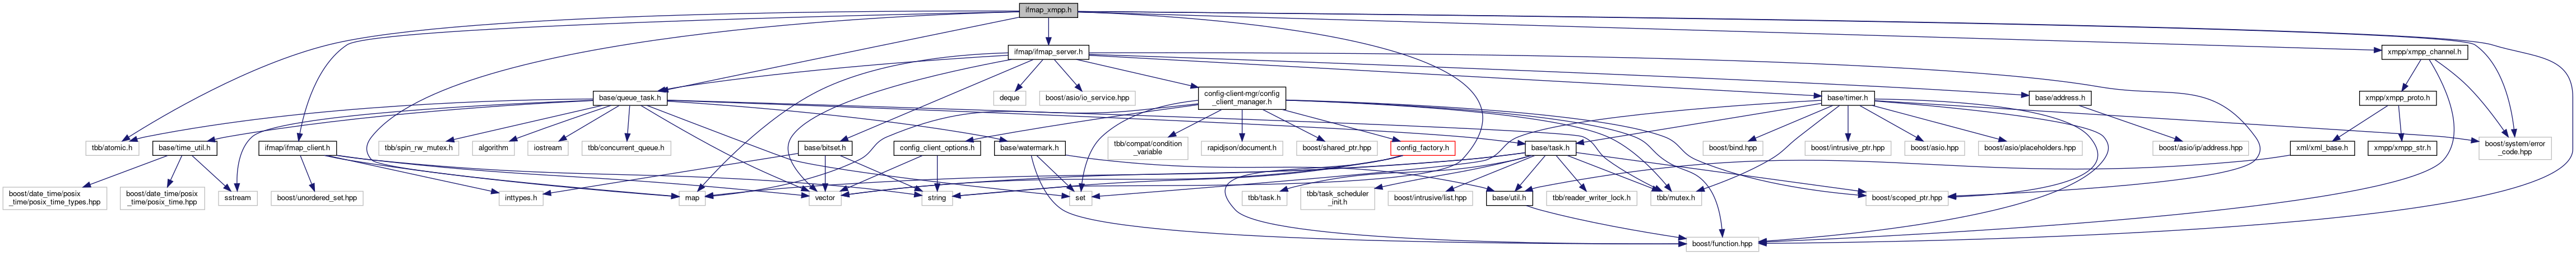 ifmap_xmpp.h
ifmap/ifmap_server.h
xmpp/xmpp_channel.h
base/queue_task.h
deque
boost/asio/io_service.hpp
config-client-mgr/config
_client_manager.h
base/timer.h
base/address.h
xmpp/xmpp_proto.h
tbb/atomic.h
base/time_util.h
ifmap/ifmap_client.h
tbb/spin_rw_mutex.h
algorithm
iostream
tbb/concurrent_queue.h
base/bitset.h
config_client_options.h
base/watermark.h
tbb/compat/condition
_variable
rapidjson/document.h
boost/shared_ptr.hpp
config_factory.h
base/task.h
boost/bind.hpp
boost/intrusive_ptr.hpp
boost/asio.hpp
boost/asio/placeholders.hpp
boost/asio/ip/address.hpp
xml/xml_base.h
xmpp/xmpp_str.h
boost/system/error
_code.hpp
boost/date_time/posix
_time/posix_time_types.hpp
boost/date_time/posix
_time/posix_time.hpp
sstream
boost/unordered_set.hpp
inttypes.h
map
vector
string
set
tbb/task.h
tbb/task_scheduler
_init.h
boost/intrusive/list.hpp
base/util.h
tbb/reader_writer_lock.h
tbb/mutex.h
boost/scoped_ptr.hpp
boost/function.hpp